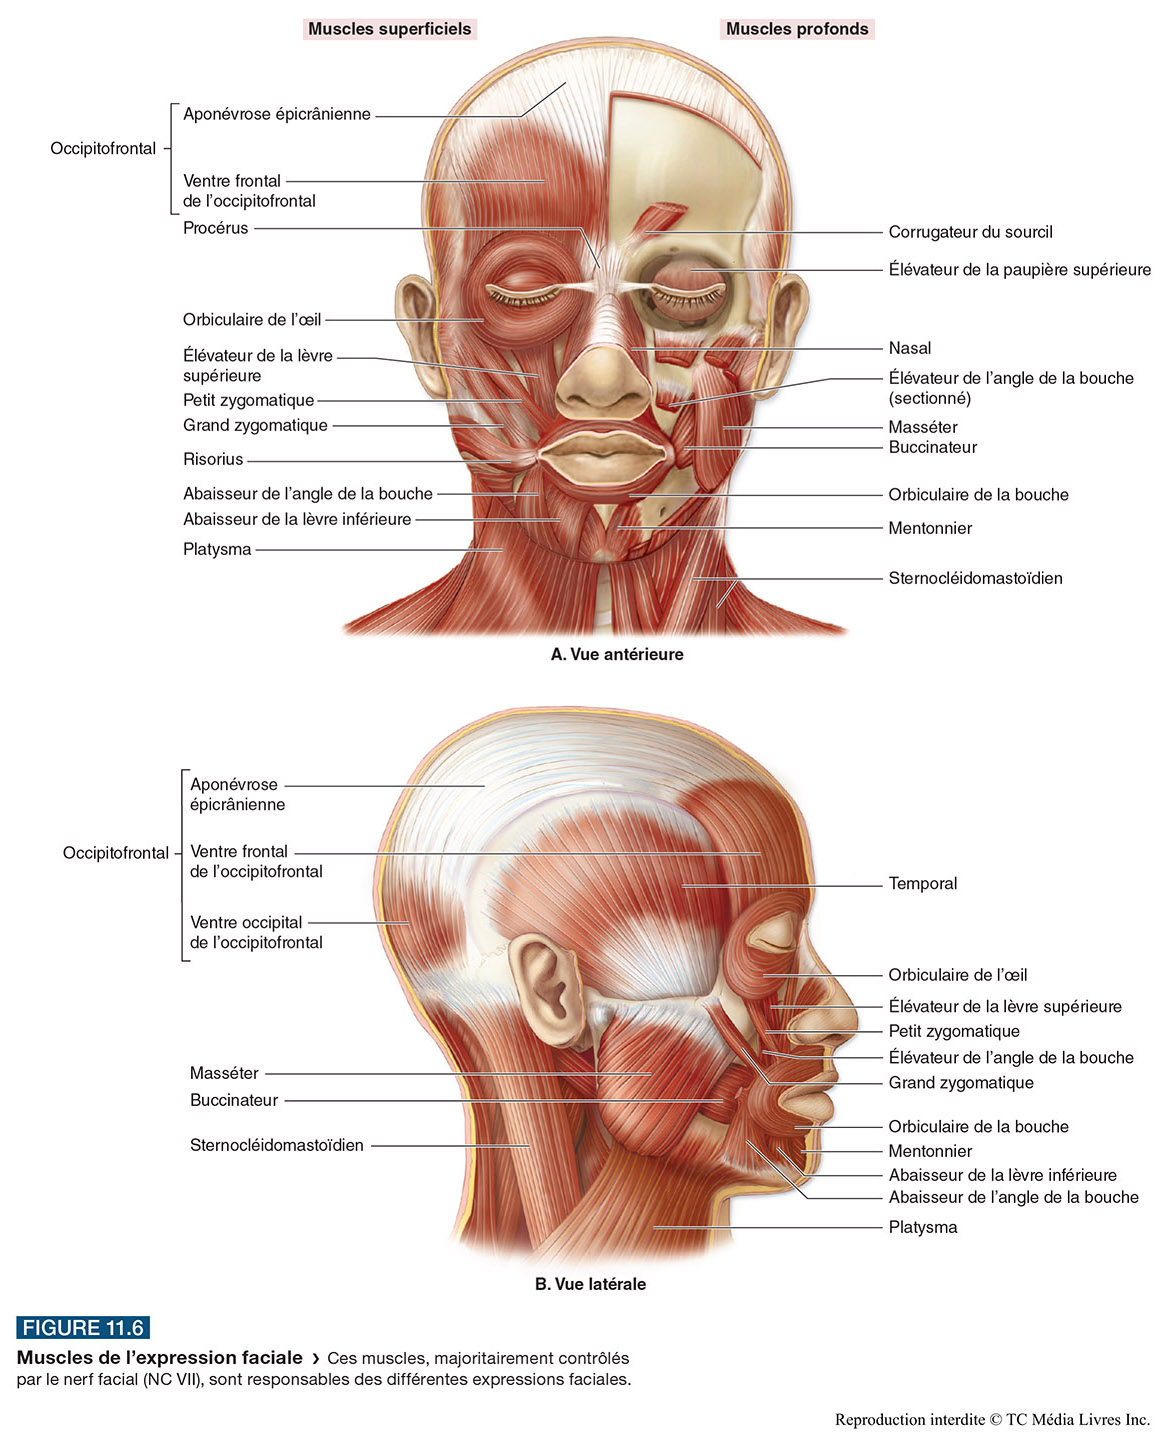 Muscles superficiels
Muscles profonds
Occipitofrontal
Aponévrose épicrânienne
Ventre frontal
de l'occipitofrontal
Procérus
Orbiculaire de l'œil
Élévateur de la lèvre
supérieure
Petit zygomatique
Grand zygomatique
Risorius
Abaisseur de l'angle de la bouche
Abaisseur de la lèvre inférieure
Platysma
Corrugateur du sourcil
Élévateur de la paupière supérieure
Nasal
Élévateur de l'angle de la bouche
(sectionné)
Masséter
Buccinateur
Orbiculaire de la bouche
Mentonnier
Sternocléidomastoïdien
A. Vue antérieure
Occipitofrontal
Aponévrose
épicrânienne
Ventre frontal
de l'occipitofrontal
Ventre occipital
de l'occipitofrontal
Masséter
Buccinateur
Sternocléidomastoïdien
Temporal
Orbiculaire de l'œil
Élévateur de la lèvre supérieure
Petit zygomatique
Élévateur de l'angle de la bouche
Grand zygomatique
Orbiculaire de la bouche
Mentonnier
Abaisseur de la lèvre inférieure
Abaisseur de l'angle de la bouche
Platysma
B. Vue latérale
FIGURE 11.6
Muscles de l'expression faciale › Ces muscles, majoritairement contrôlés
par le nerf facial (NC VII), sont responsables des différentes expressions faciales.
Reproduction interdite © TC Média Livres Inc.